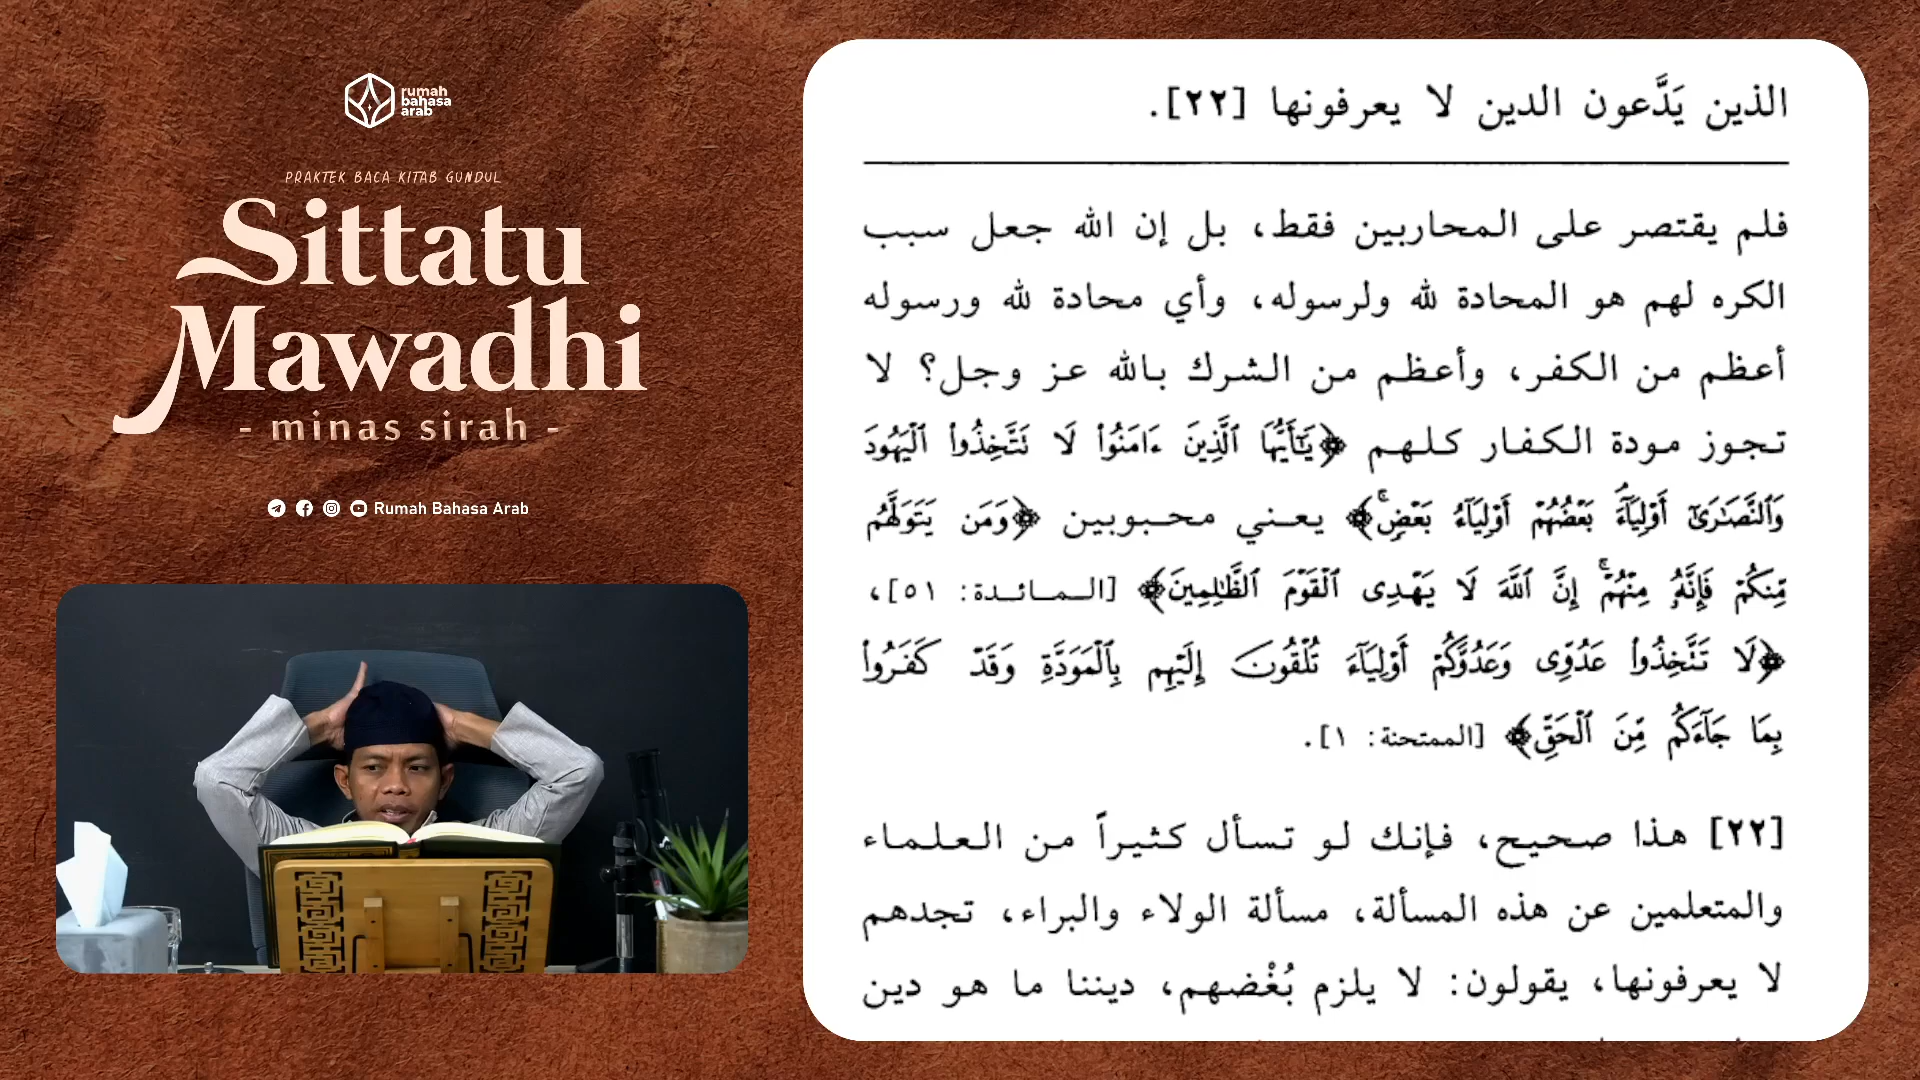 rumah
bahasa
arab
PRAKTEK BACA KITAB GUNDUL
Sittatu
Mawadhi
- minas sirah -
Rumah Bahasa Arab
الذين يَدَّعون الدين لا يعرفونها [٢٢].
فلم يقتصر على المحاربين فقط، بل إن الله جعل سبب
الكره لهم هو المحادة لله ولرسوله، وأي محادة لله ورسوله
أعظم من الكفر، وأعظم من الشرك بالله عز وجل؟ لا
تجوز مودة الكفار كلهم ﴿يَٰٓأَيُّهَا ٱلَّذِينَ ءَامَنُوا۟ لَا تَتَّخِذُوا۟ ٱلْيَهُودَ
وَٱلنَّصَٰرَىٰٓ أَوْلِيَآءَۘ بَعْضُهُمْ أَوْلِيَآءُ بَعْضٍۚ﴾ يعني محبوبين ﴿وَمَن يَتَوَلَّهُم
مِّنكُمْ فَإِنَّهُۥ مِنْهُمْۗ إِنَّ ٱللَّهَ لَا يَهْدِى ٱلْقَوْمَ ٱلظَّٰلِمِينَ﴾ [المائدة: ٥١]،
﴿لَا تَتَّخِذُوا۟ عَدُوِّى وَعَدُوَّكُمْ أَوْلِيَآءَ تُلْقُونَ إِلَيْهِم بِٱلْمَوَدَّةِ وَقَدْ كَفَرُوا۟
بِمَا جَآءَكُم مِّنَ ٱلْحَقِّ﴾ [الممتحنة: ١].
[٢٢] هذا صحيح، فإنك لو تسأل كثيراً من العلماء
والمتعلمين عن هذه المسألة، مسألة الولاء والبراء، تجدهم
لا يعرفونها، يقولون: لا يلزم بُغْضهم، ديننا ما هو دين